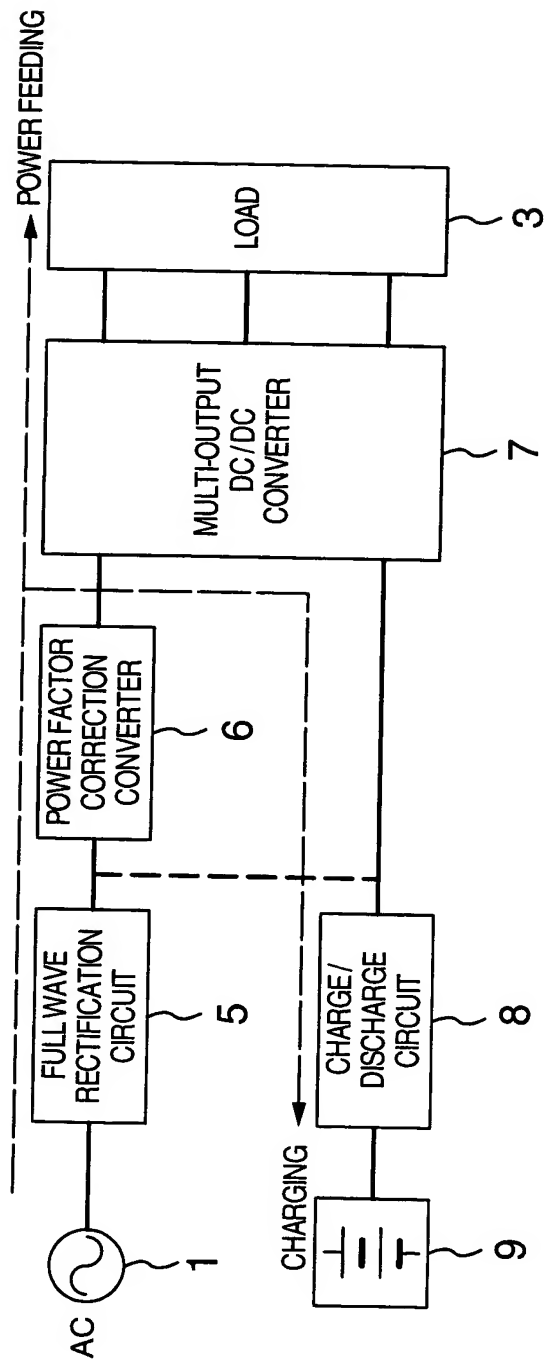 POWER FEEDING
AC
1
FULL WAVE
RECTIFICATION
CIRCUIT
5
POWER FACTOR
CORRECTION
CONVERTER
6
MULTI-OUTPUT
DC/DC
CONVERTER
7
LOAD
3
CHARGING
9
CHARGE/
DISCHARGE
CIRCUIT
8